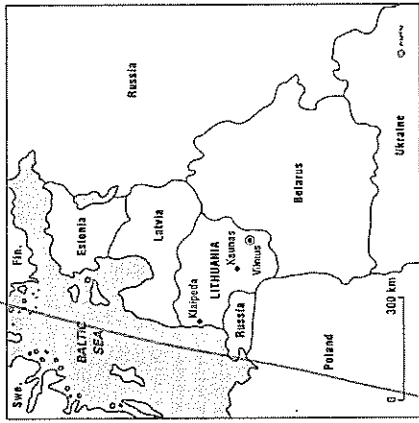 Swe.
Fin.
BALTIC
SEA
Estonia
Russia
Latvia
Klaipeda
LITHUANIA
Kaunas
Vilnius
Russia
Belarus
Poland
Ukraine
0 300 km